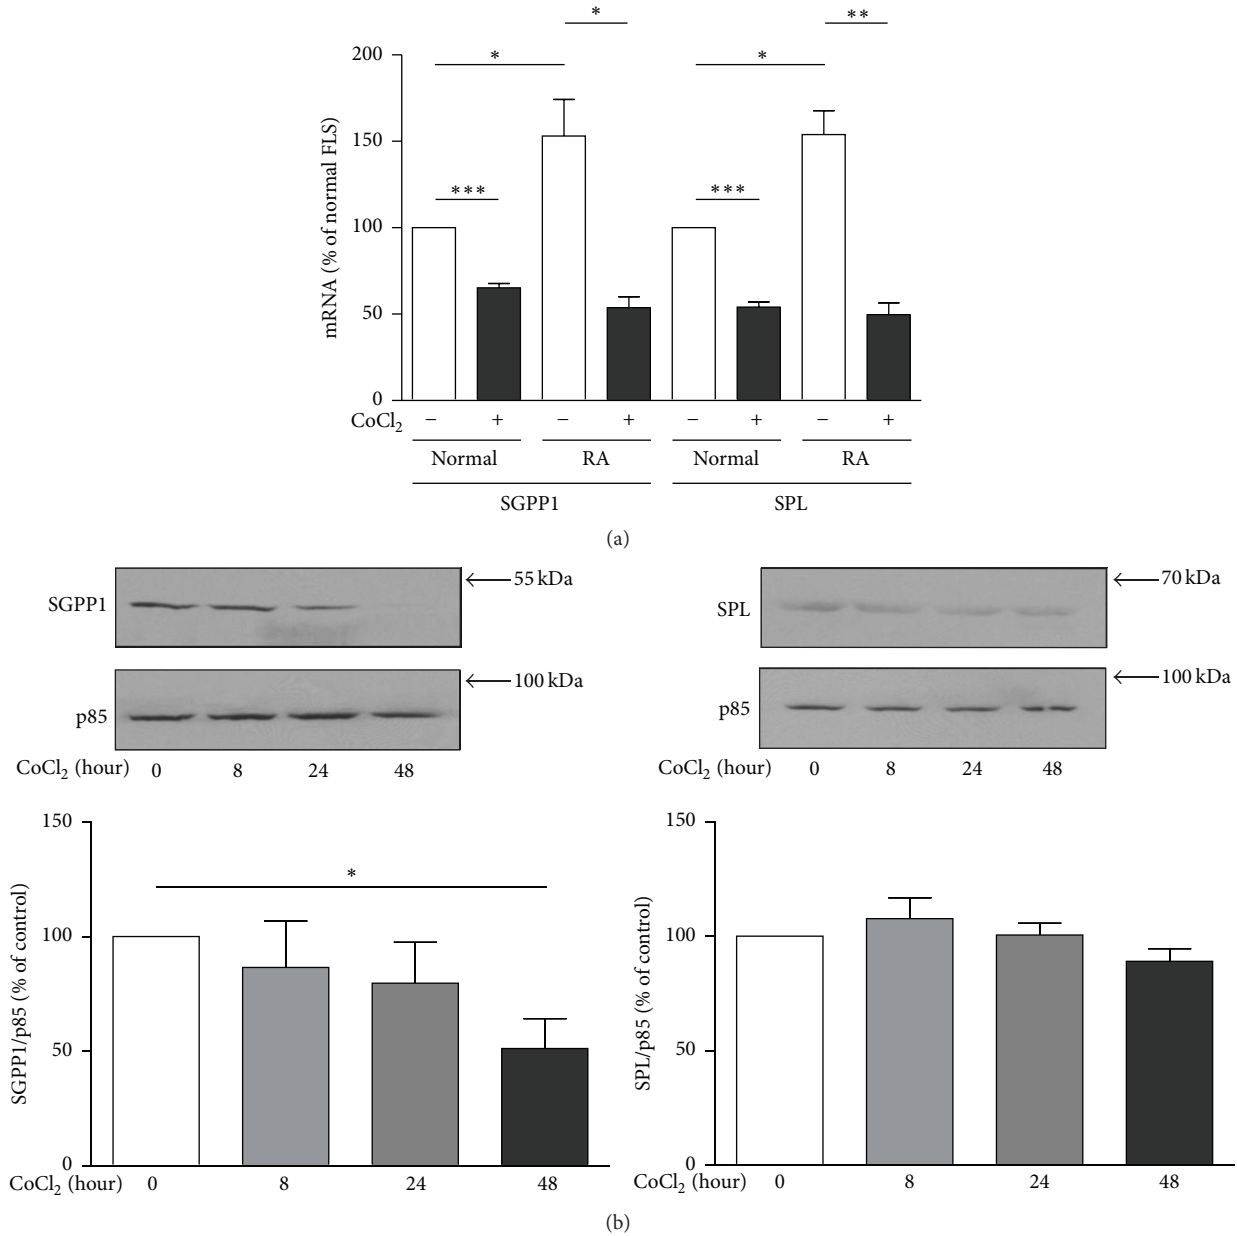 *
**
200
*
*
150
***
***
100
50
0
mRNA (% of normal FLS)
CoCl2 − + − + − + − +
Normal RA Normal RA
SGPP1 SPL
(a)
SGPP1
55 kDa
p85
100 kDa
CoCl2 (hour) 0 8 24 48
SPL
70 kDa
p85
100 kDa
CoCl2 (hour) 0 8 24 48
150
*
100
50
0
SGPP1/p85 (% of control)
CoCl2 (hour) 0 8 24 48
150
100
50
0
SPL/p85 (% of control)
CoCl2 (hour) 0 8 24 48
(b)